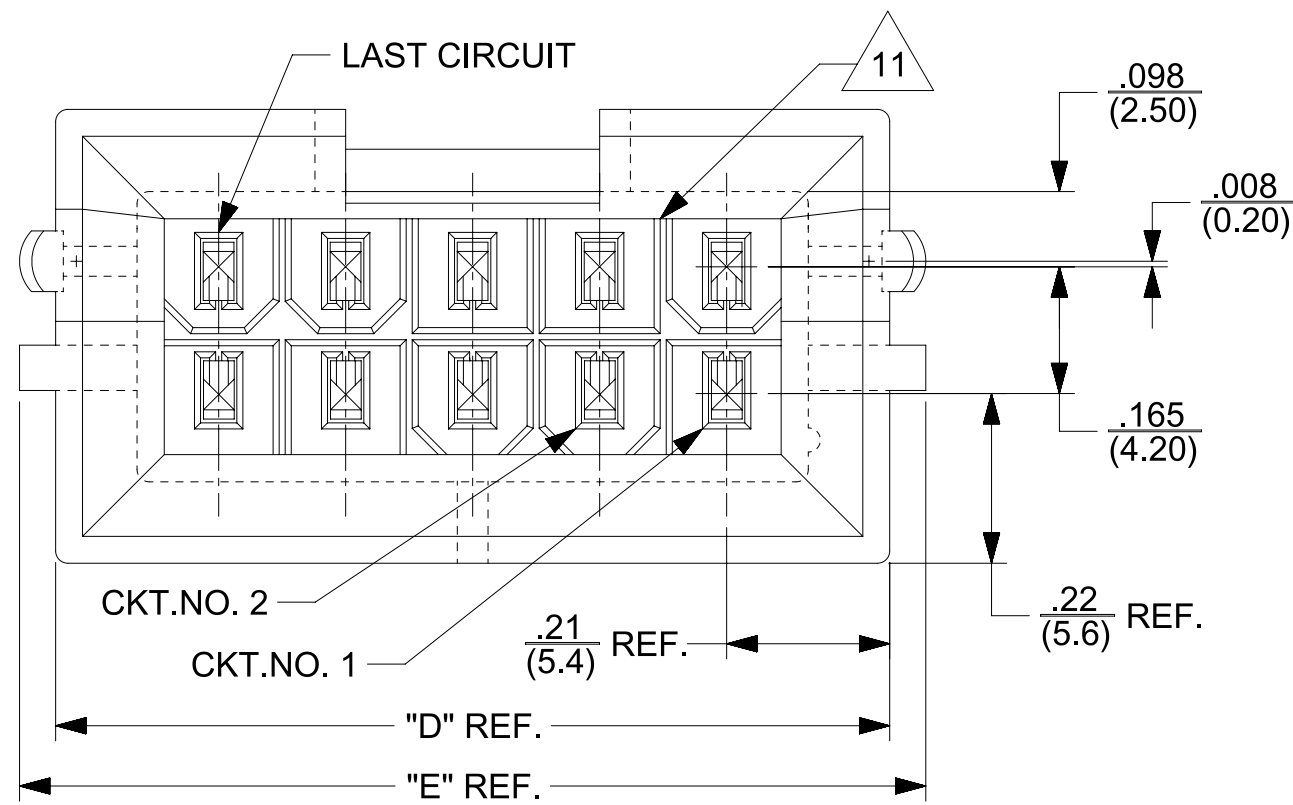 LAST CIRCUIT
11
.098
(2.50)
.008
(0.20)
.165
(4.20)
CKT.NO. 2
.21
(5.4) REF.
.22
(5.6) REF.
CKT.NO. 1
"D" REF.
"E" REF.